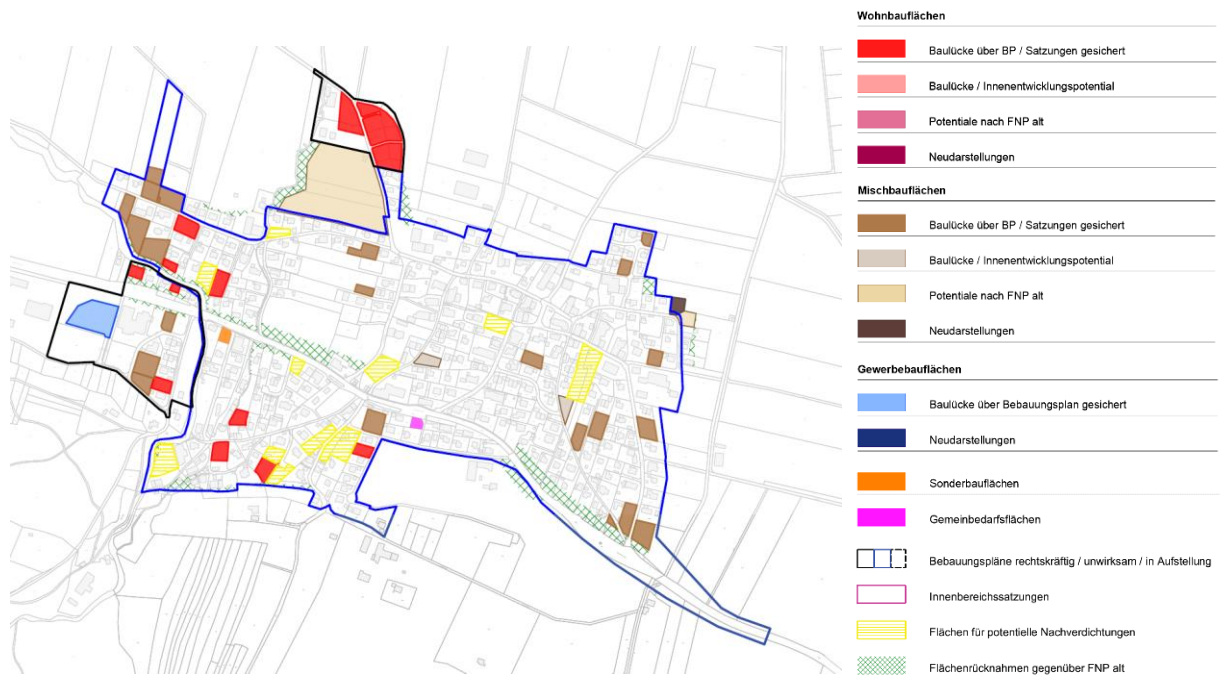 Wohnbauflächen
Baulücke über BP / Satzungen gesichert
Baulücke / Innenentwicklungspotential
Potentiale nach FNP alt
Neudarstellungen
Mischbauflächen
Baulücke über BP / Satzungen gesichert
Baulücke / Innenentwicklungspotential
Potentiale nach FNP alt
Neudarstellungen
Gewerbebauflächen
Baulücke über Bebauungsplan gesichert
Neudarstellungen
Sonderbauflächen
Gemeinbedarfsflächen
Bebauungspläne rechtskräftig / unwirksam / in Aufstellung
Innenbereichssatzungen
Flächen für potentielle Nachverdichtungen
Flächenrücknahmen gegenüber FNP alt